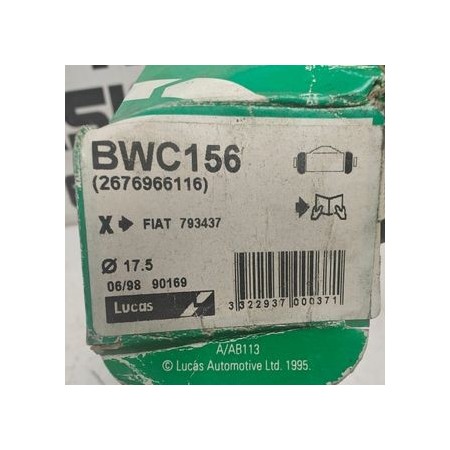 BWC156
(2676966116)
X FIAT 793437
Ø 17.5
06/98 90169
Lucas
3 322937 000371
A/AB113
© Lucas Automotive Ltd. 1995.